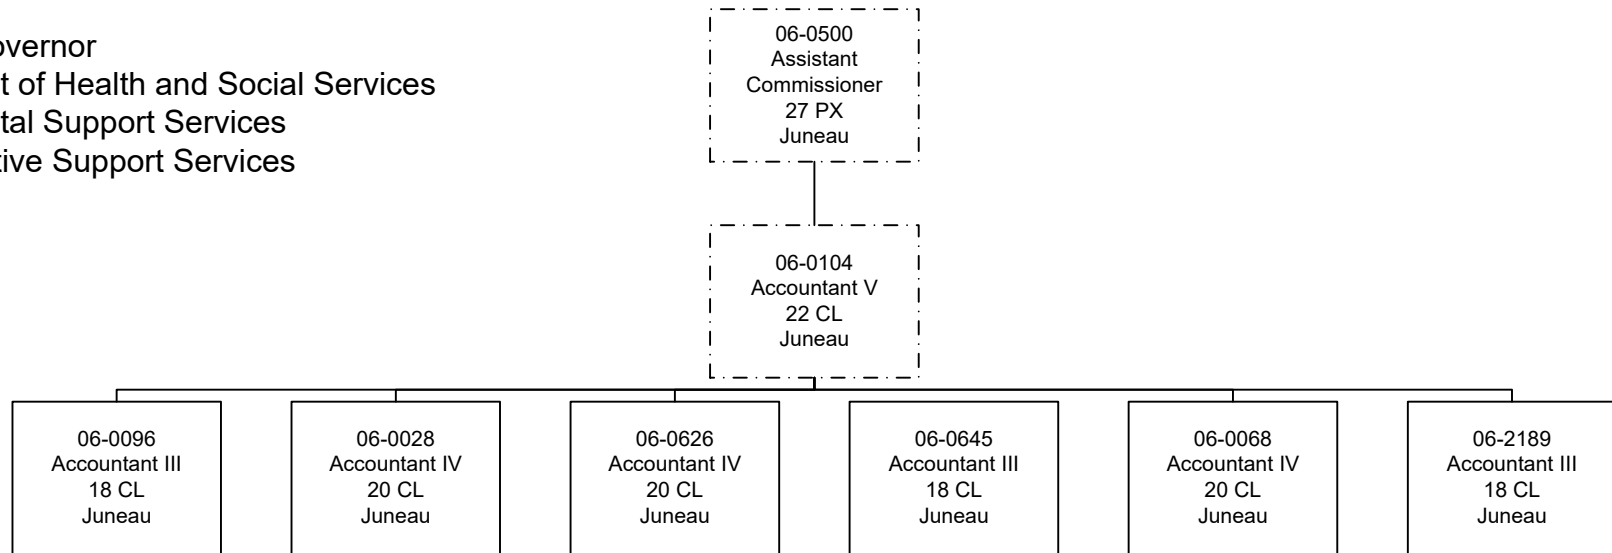 overnor
t of Health and Social Services
tal Support Services
tive Support Services
06-0500
Assistant
Commissioner
27 PX
Juneau
06-0104
Accountant V
22 CL
Juneau
06-0096
Accountant III
18 CL
Juneau
06-0028
Accountant IV
20 CL
Juneau
06-0626
Accountant IV
20 CL
Juneau
06-0645
Accountant III
18 CL
Juneau
06-0068
Accountant IV
20 CL
Juneau
06-2189
Accountant III
18 CL
Juneau